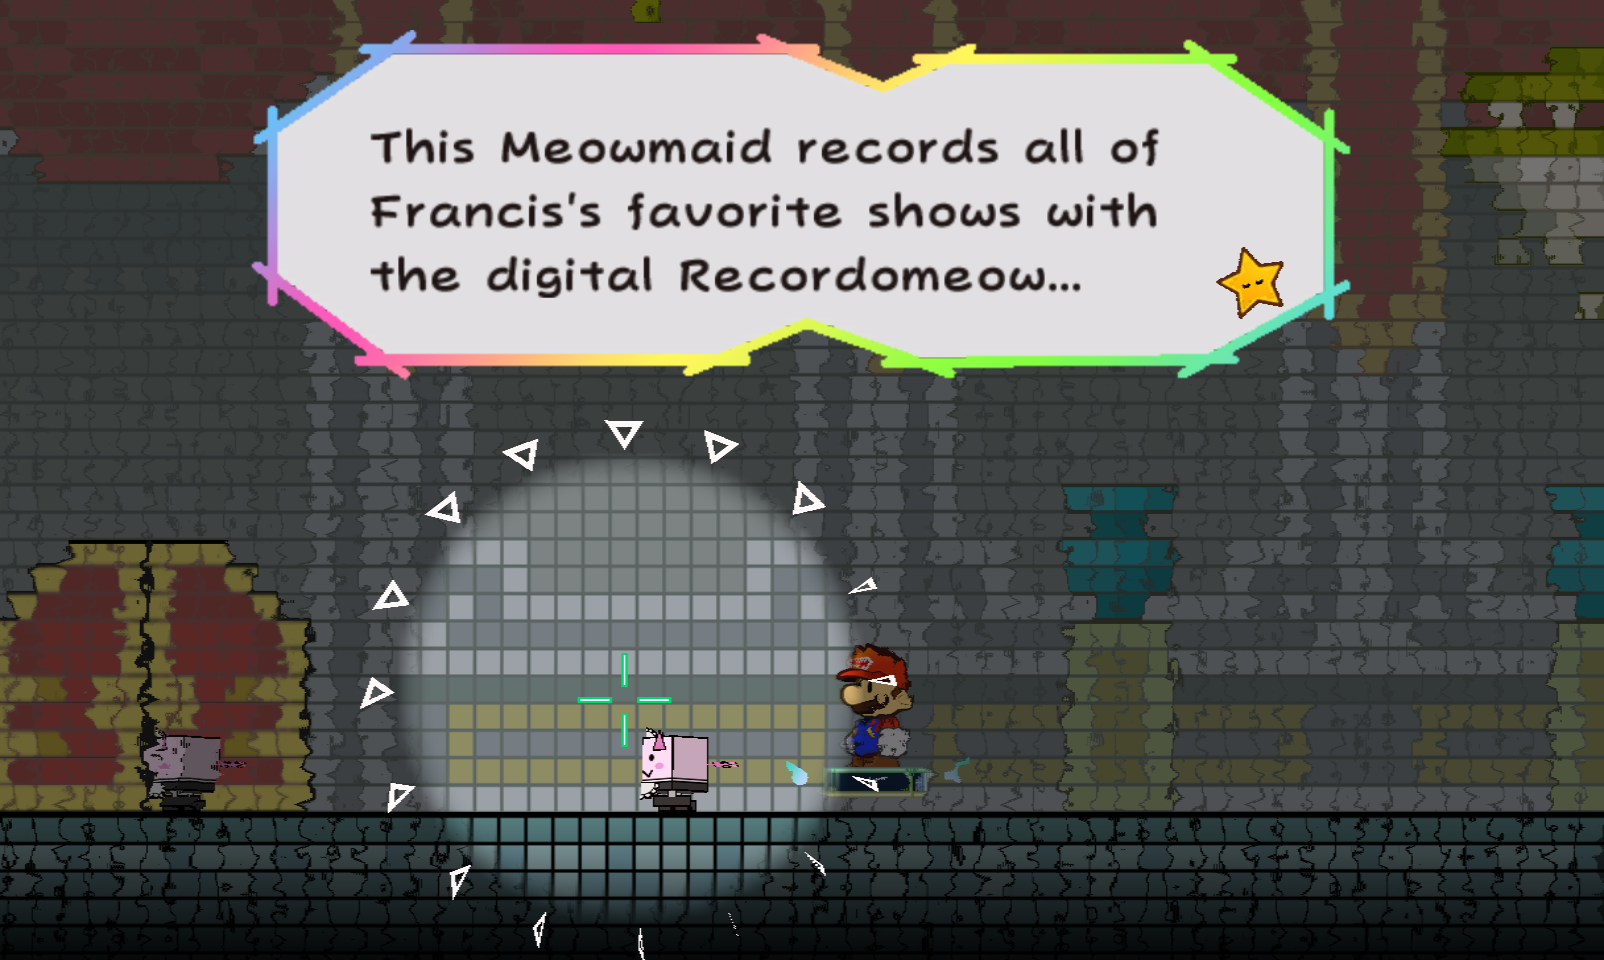 This Meowmaid records all of
Francis's favorite shows with
the digital Recordomeow...